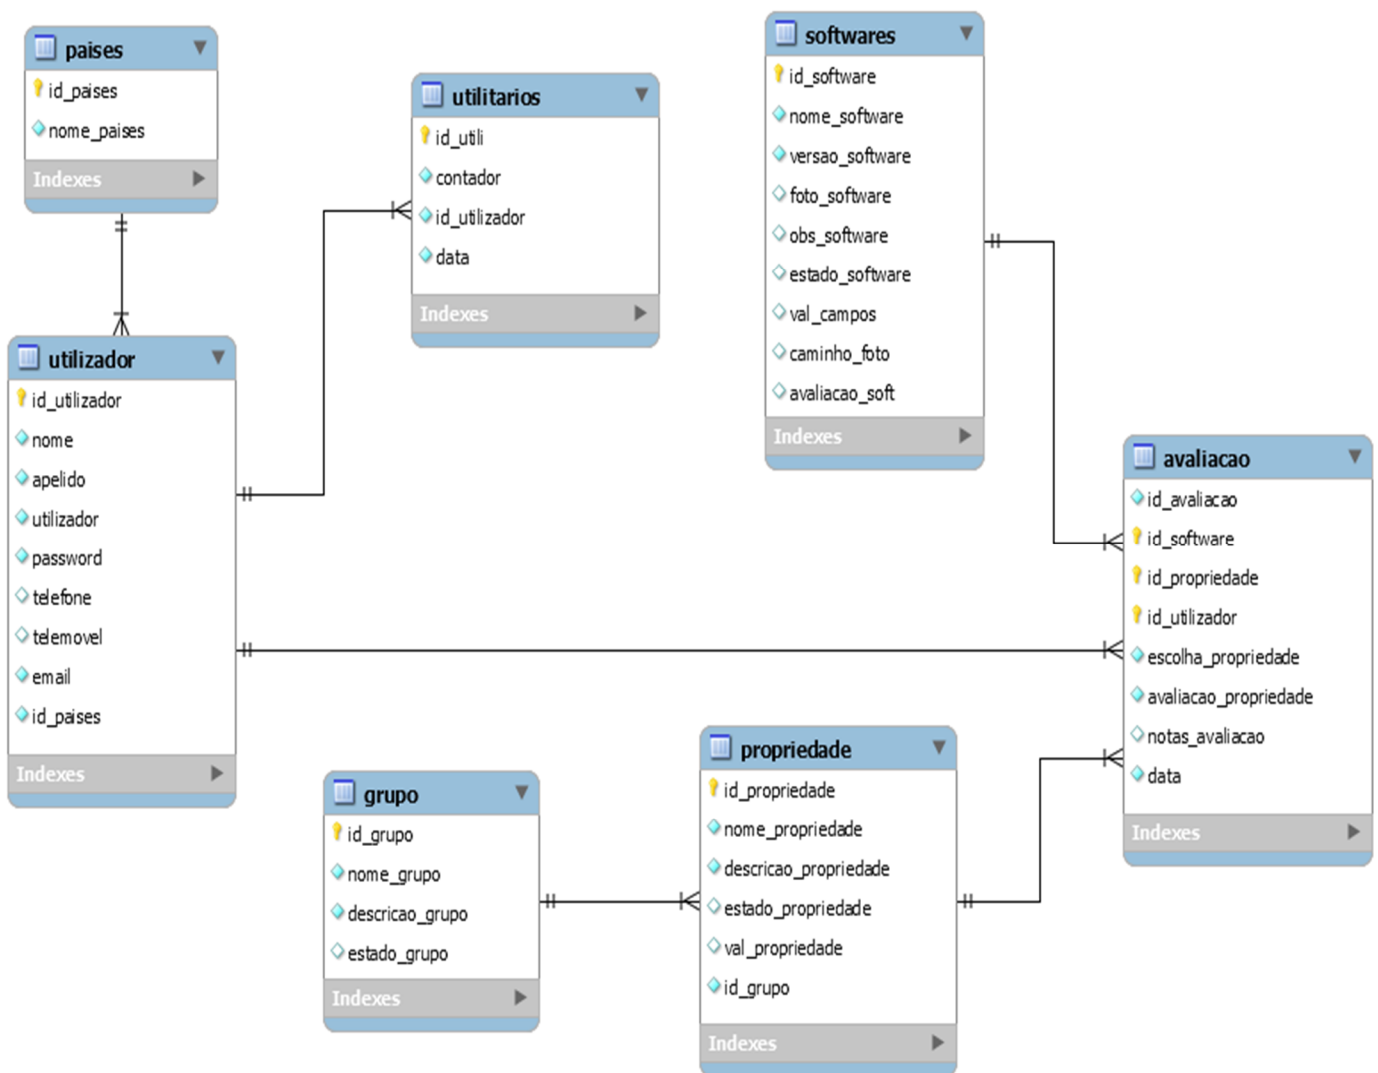 paises
id_paises
nome_paises
Indexes
utilitarios
id_utili
contador
id_utilizador
data
Indexes
softwares
id_software
nome_software
versao_software
foto_software
obs_software
estado_software
val_campos
caminho_foto
avaliacao_soft
Indexes
utilizador
id_utilizador
nome
apelido
utilizador
password
telefone
telemovel
email
id_paises
Indexes
avaliacao
id_avaliacao
id_software
id_propriedade
id_utilizador
escolha_propriedade
avaliacao_propriedade
notas_avaliacao
data
Indexes
grupo
id_grupo
nome_grupo
descricao_grupo
estado_grupo
Indexes
propriedade
id_propriedade
nome_propriedade
descricao_propriedade
estado_propriedade
val_propriedade
id_grupo
Indexes